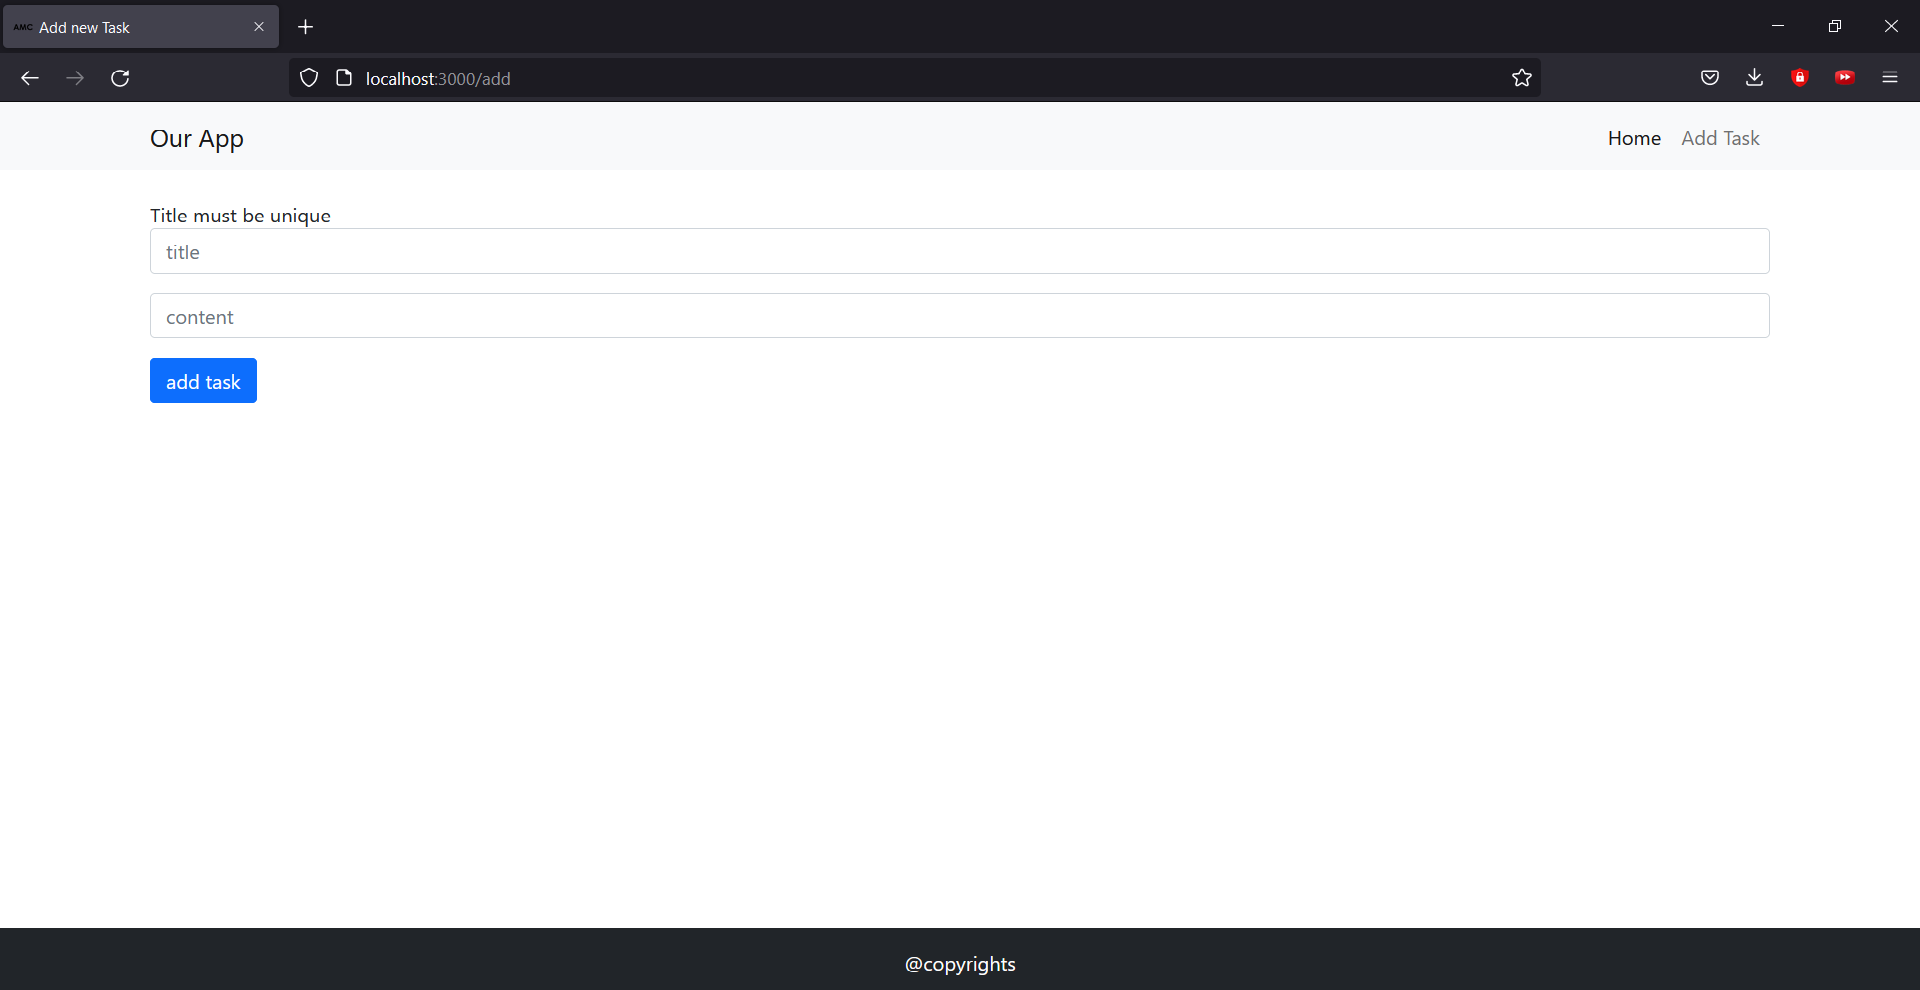 AMC Add new Task
localhost:3000/add
Our App Home Add Task
Title must be unique
title
content
add task
@copyrights